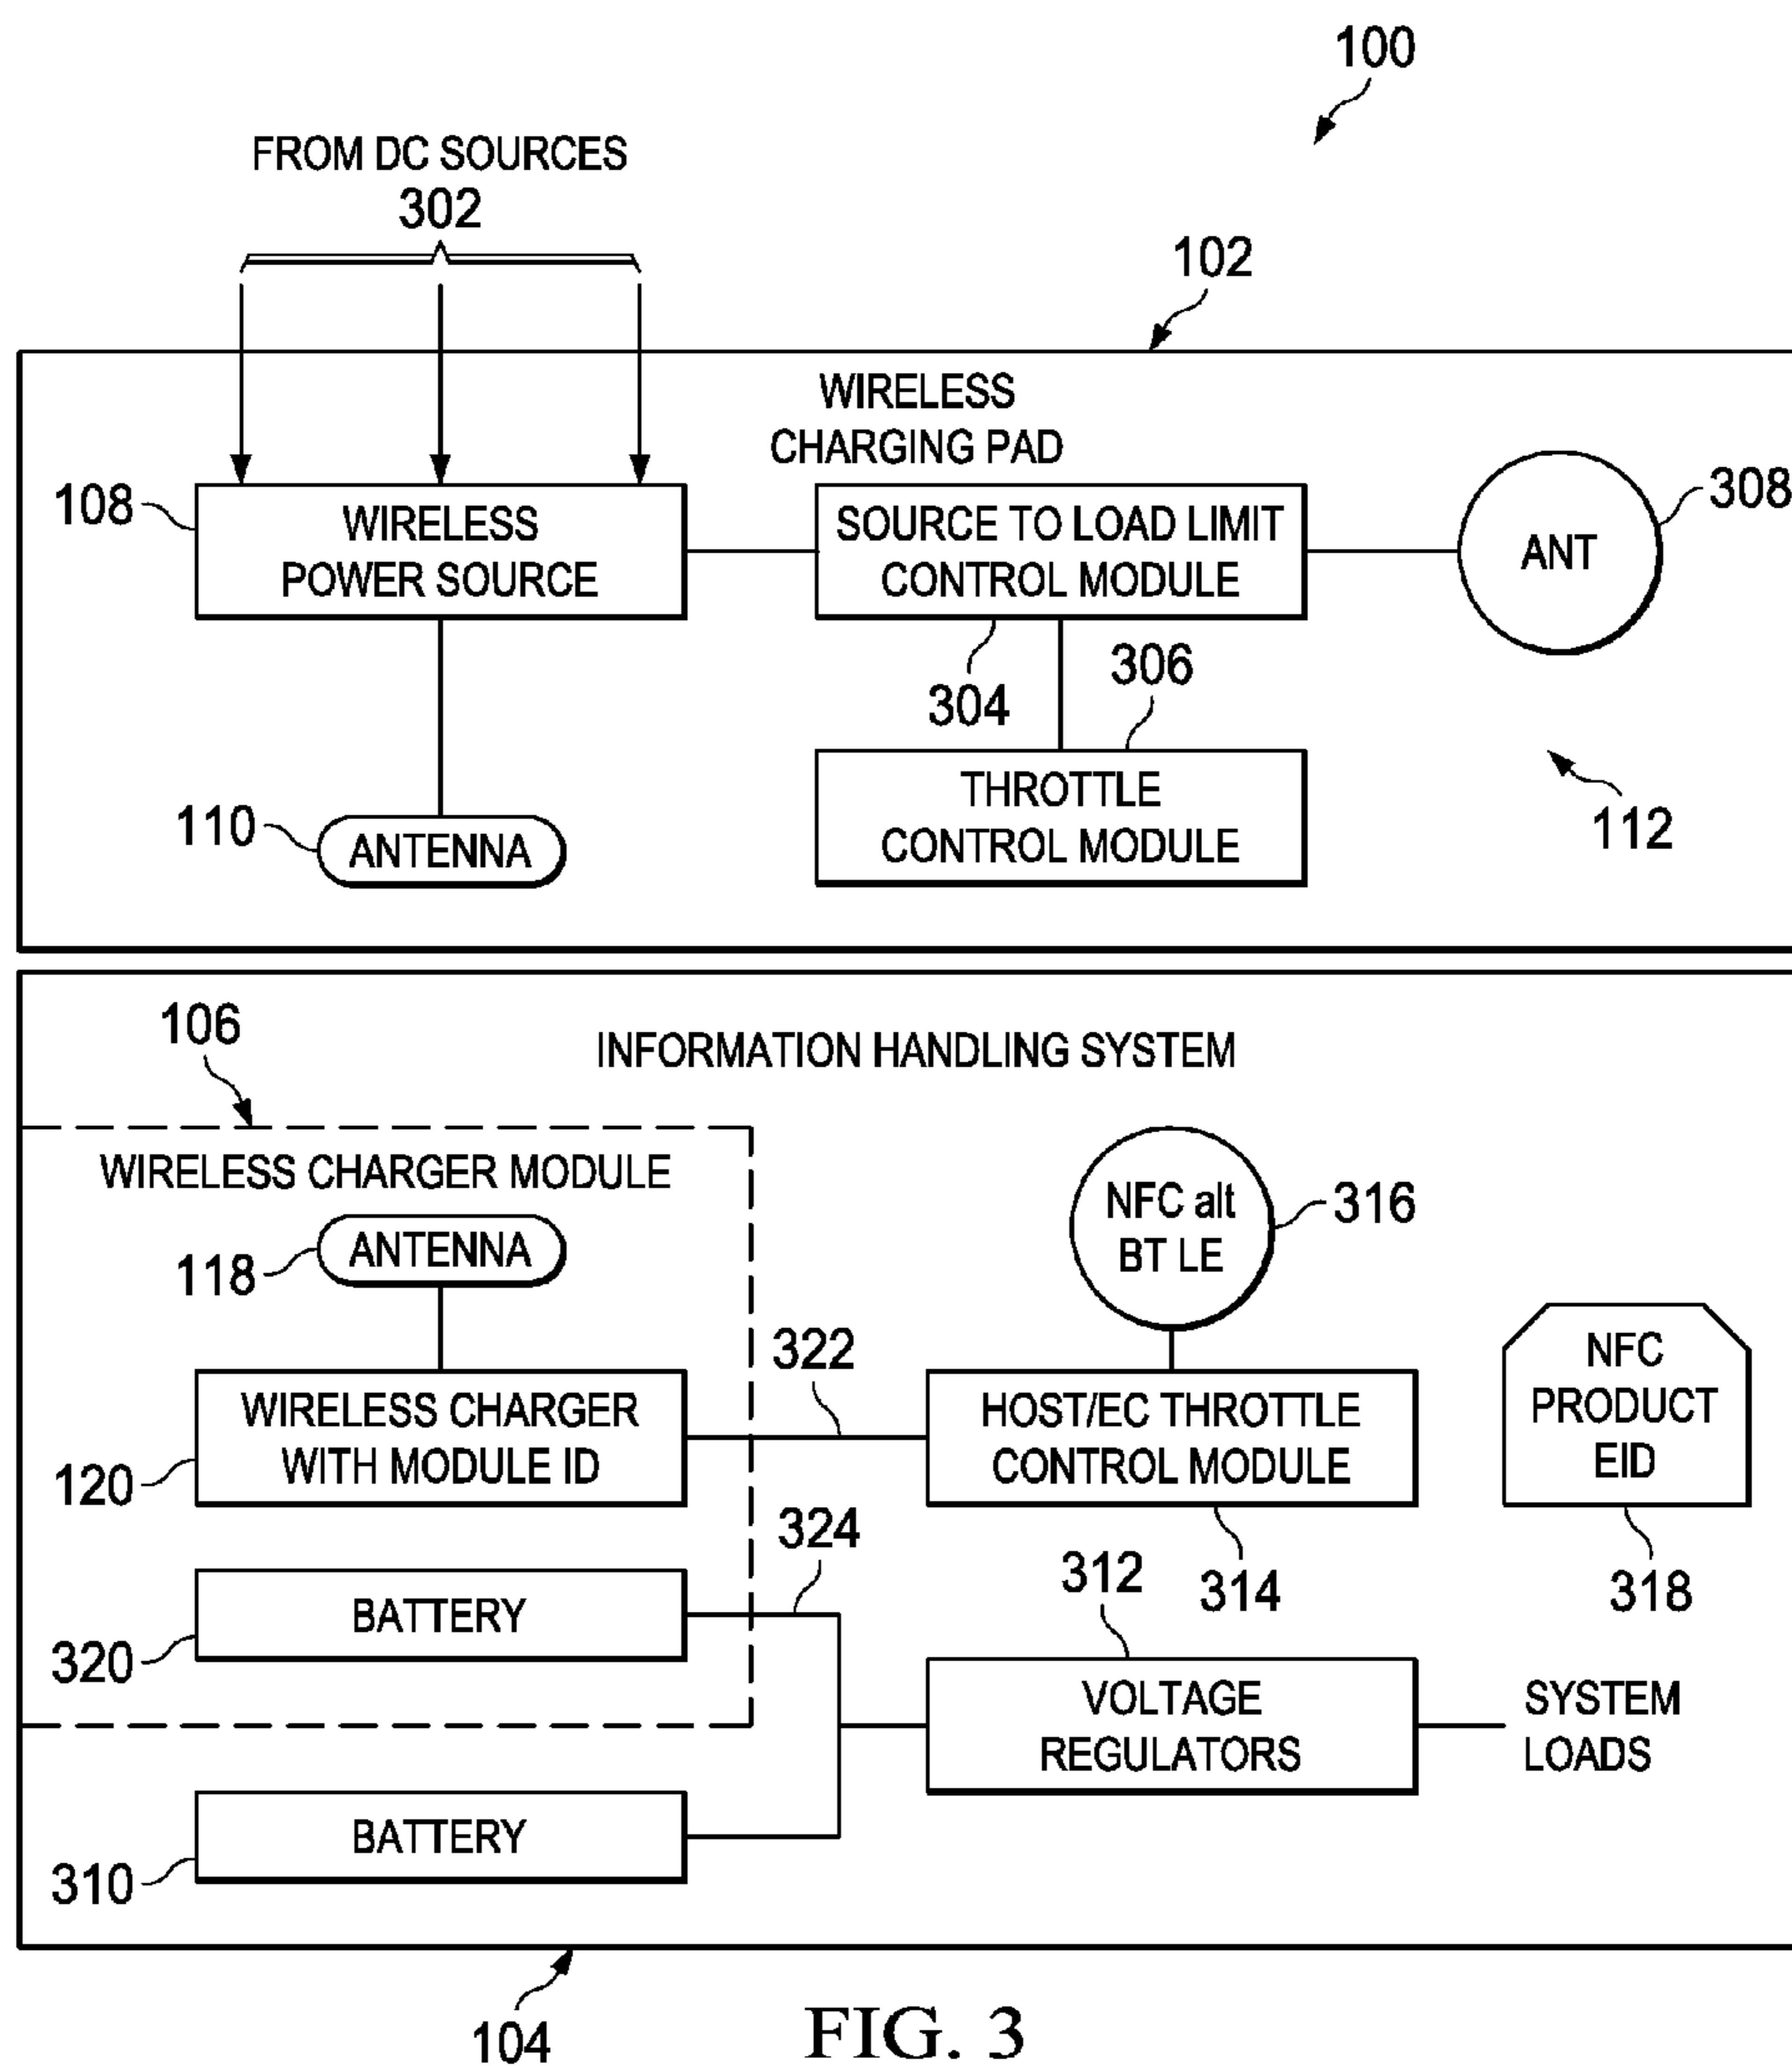 100
FROM DC SOURCES
302
102
WIRELESS
CHARGING PAD
108
WIRELESS
POWER SOURCE
SOURCE TO LOAD LIMIT
CONTROL MODULE
ANT
308
304
306
110
ANTENNA
THROTTLE
CONTROL MODULE
112
106
INFORMATION HANDLING SYSTEM
WIRELESS CHARGER MODULE
118
ANTENNA
NFC alt
BT LE
316
322
120
WIRELESS CHARGER
WITH MODULE ID
HOST/EC THROTTLE
CONTROL MODULE
NFC
PRODUCT
EID
324
312
314
318
320
BATTERY
VOLTAGE
REGULATORS
SYSTEM
LOADS
310
BATTERY
104
FIG. 3